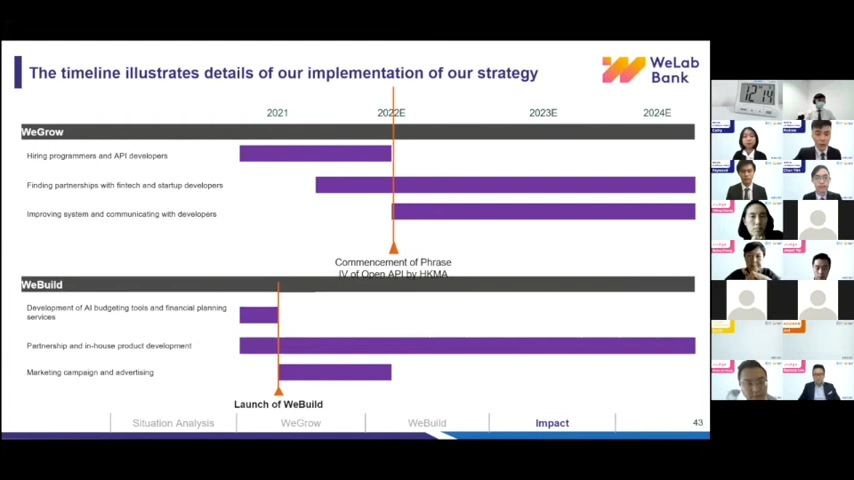 The timeline illustrates details of our implementation of our strategy
WeLab
Bank
2021 2022E 2023E 2024E
WeGrow
Hiring programmers and API developers
Finding partnerships with fintech and startup developers
Improving system and communicating with developers
Commencement of Phrase
IV of Open API by HKMA
WeBuild
Development of AI budgeting tools and financial planning
services
Partnership and in-house product development
Marketing campaign and advertising
Launch of WeBuild
Situation Analysis WeGrow WeBuild Impact 43